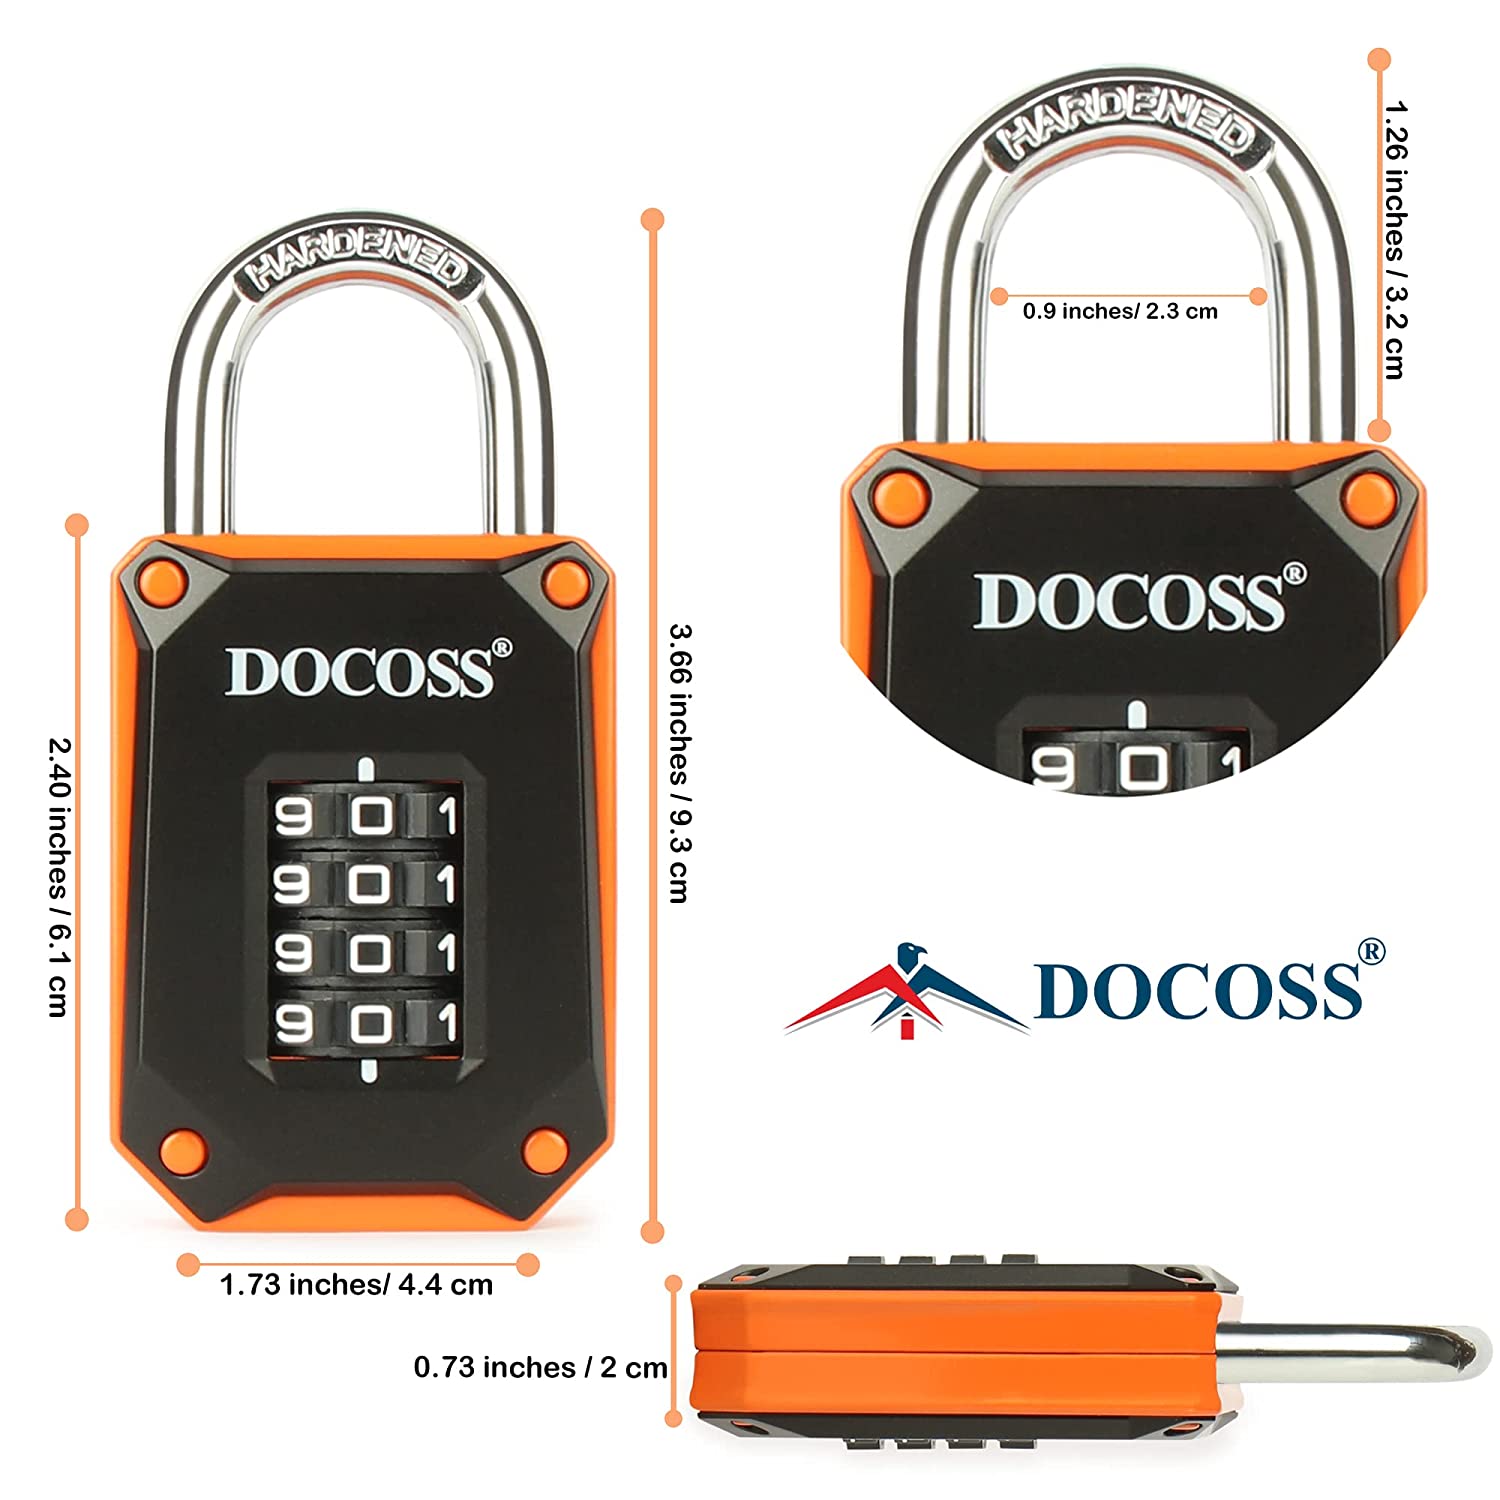 HARDENED
DOCOSS®
9 0 1
9 0 1
9 0 1
9 0 1
2.40 inches / 6.1 cm
3.66 inches / 9.3 cm
1.73 inches/ 4.4 cm
HARDENED
1.26 inches / 3.2 cm
0.9 inches/ 2.3 cm
DOCOSS®
9 0 1
DOCOSS®
0.73 inches / 2 cm